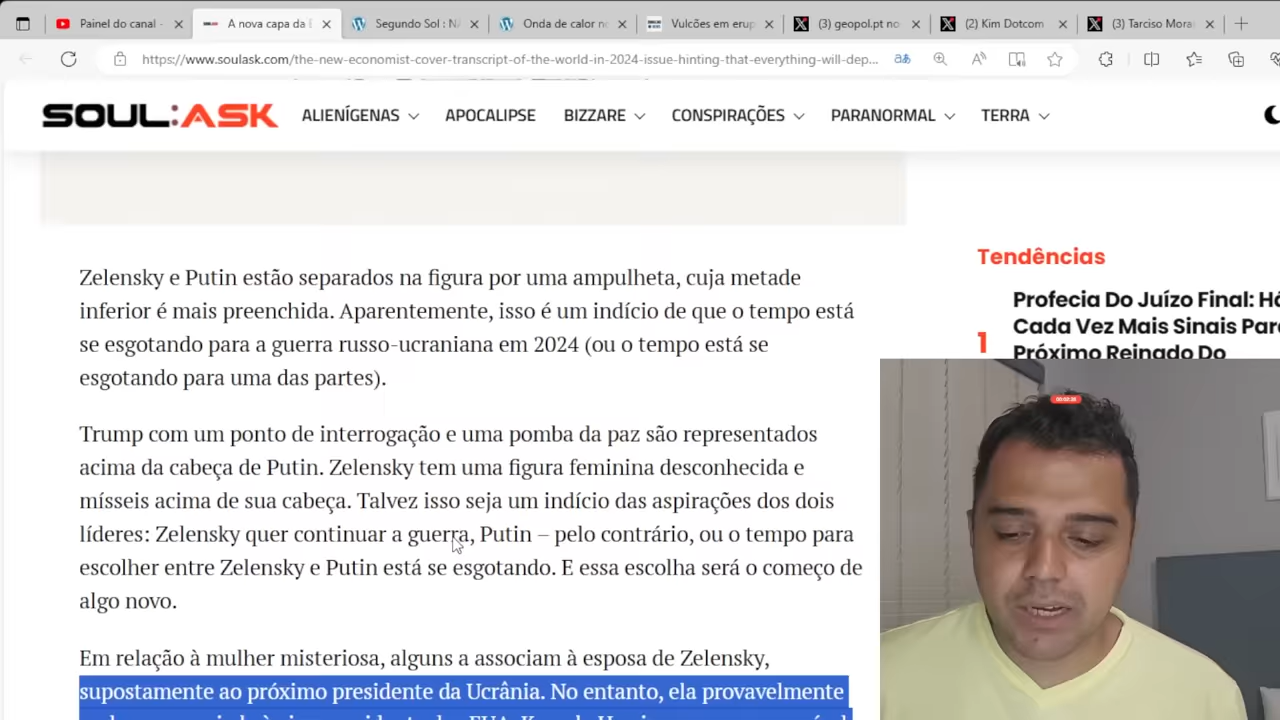 Painel do canal -
A nova capa da E
Segundo Sol : NA
Onda de calor no
Vulcões em erup
(3) geopol.pt no
(2) Kim Dotcom
(3) Tarciso Mora
https://www.soulask.com/the-new-economist-cover-transcript-of-the-world-in-2024-issue-hinting-that-everything-will-dep...
SOUL:ASK
ALIENÍGENAS
APOCALIPSE
BIZZARE
CONSPIRAÇÕES
PARANORMAL
TERRA
Zelensky e Putin estão separados na figura por uma ampulheta, cuja metade
inferior é mais preenchida. Aparentemente, isso é um indício de que o tempo está
se esgotando para a guerra russo-ucraniana em 2024 (ou o tempo está se
esgotando para uma das partes).
Trump com um ponto de interrogação e uma pomba da paz são representados
acima da cabeça de Putin. Zelensky tem uma figura feminina desconhecida e
mísseis acima de sua cabeça. Talvez isso seja um indício das aspirações dos dois
líderes: Zelensky quer continuar a guerra, Putin – pelo contrário, ou o tempo para
escolher entre Zelensky e Putin está se esgotando. E essa escolha será o começo de
algo novo.
Em relação à mulher misteriosa, alguns a associam à esposa de Zelensky,
supostamente ao próximo presidente da Ucrânia. No entanto, ela provavelmente
Tendências
1
Profecia Do Juízo Final: Há
Cada Vez Mais Sinais Para
Próximo Reinado Do